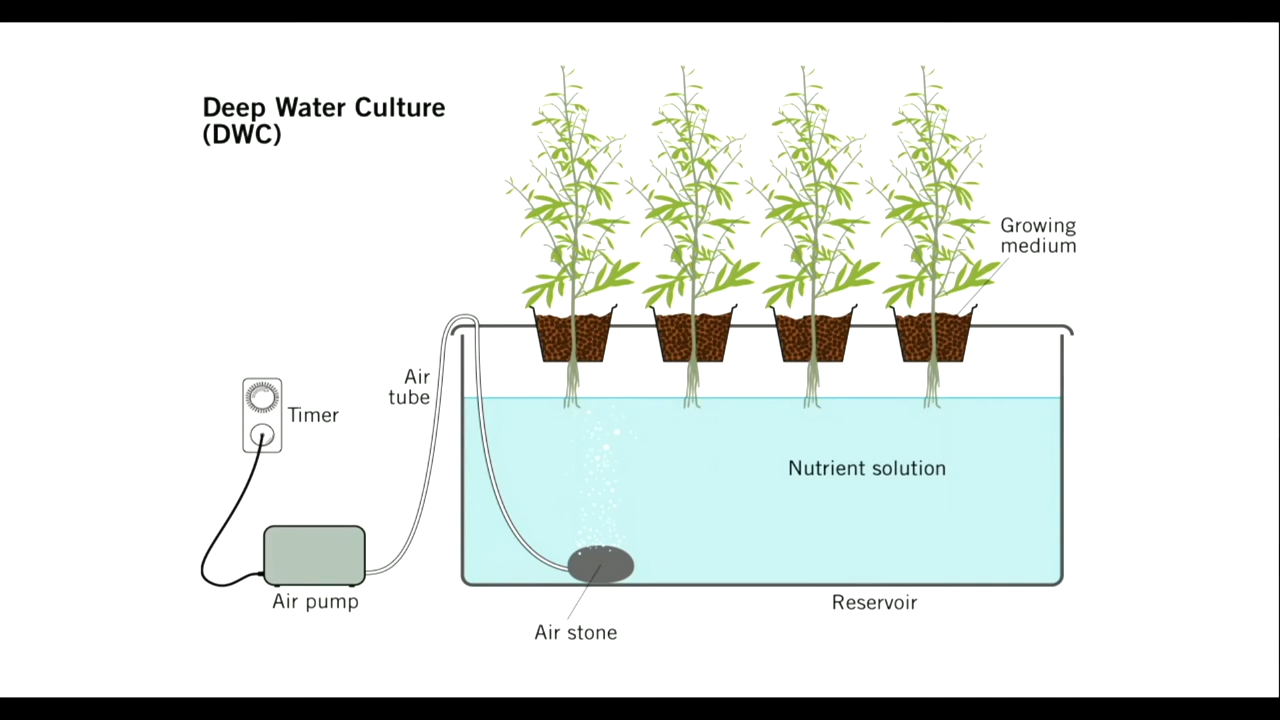 Deep Water Culture
(DWC)
Growing
medium
Air
tube
Timer
Nutrient solution
Air pump
Reservoir
Air stone